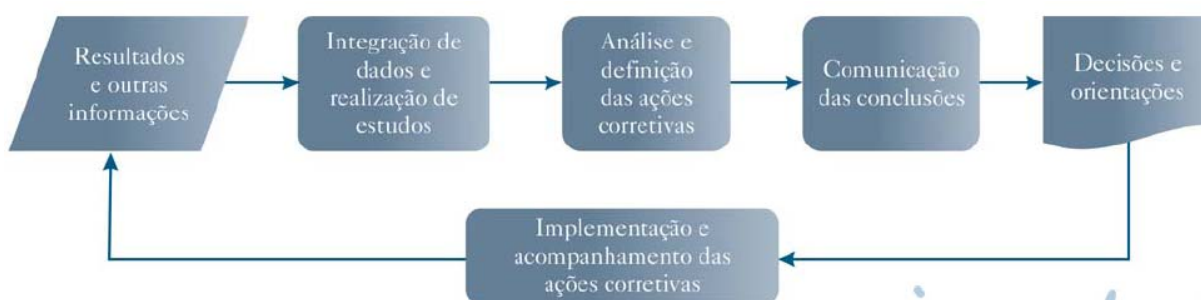 Resultados
e outras
informações
Integração de
dados e
realização de
estudos
Análise e
definição
das ações
corretivas
Comunicação
das conclusões
Decisões e
orientações
Implementação e
acompanhamento das
ações corretivas